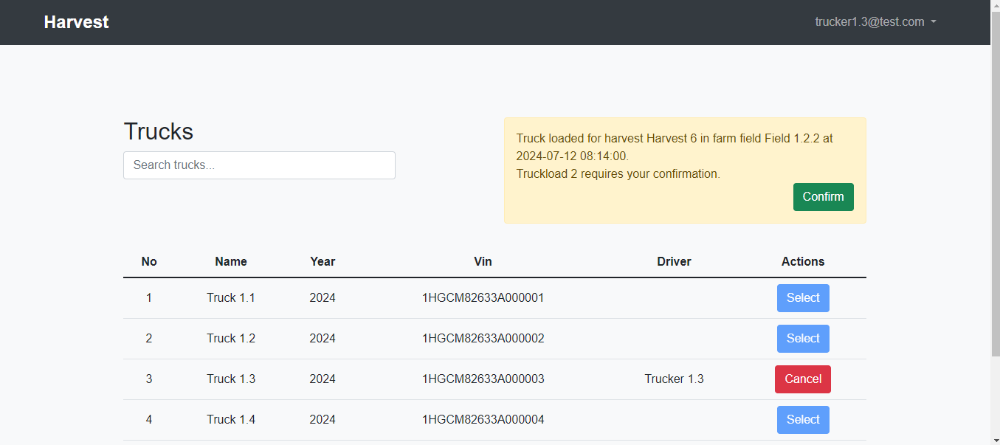 Harvest
trucker1.3@test.com
Trucks
Search trucks...
Truck loaded for harvest Harvest 6 in farm field Field 1.2.2 at
2024-07-12 08:14:00.
Truckload 2 requires your confirmation.
Confirm
No Name Year Vin Driver Actions
1 Truck 1.1 2024 1HGCM82633A000001 Select
2 Truck 1.2 2024 1HGCM82633A000002 Select
3 Truck 1.3 2024 1HGCM82633A000003 Trucker 1.3 Cancel
4 Truck 1.4 2024 1HGCM82633A000004 Select